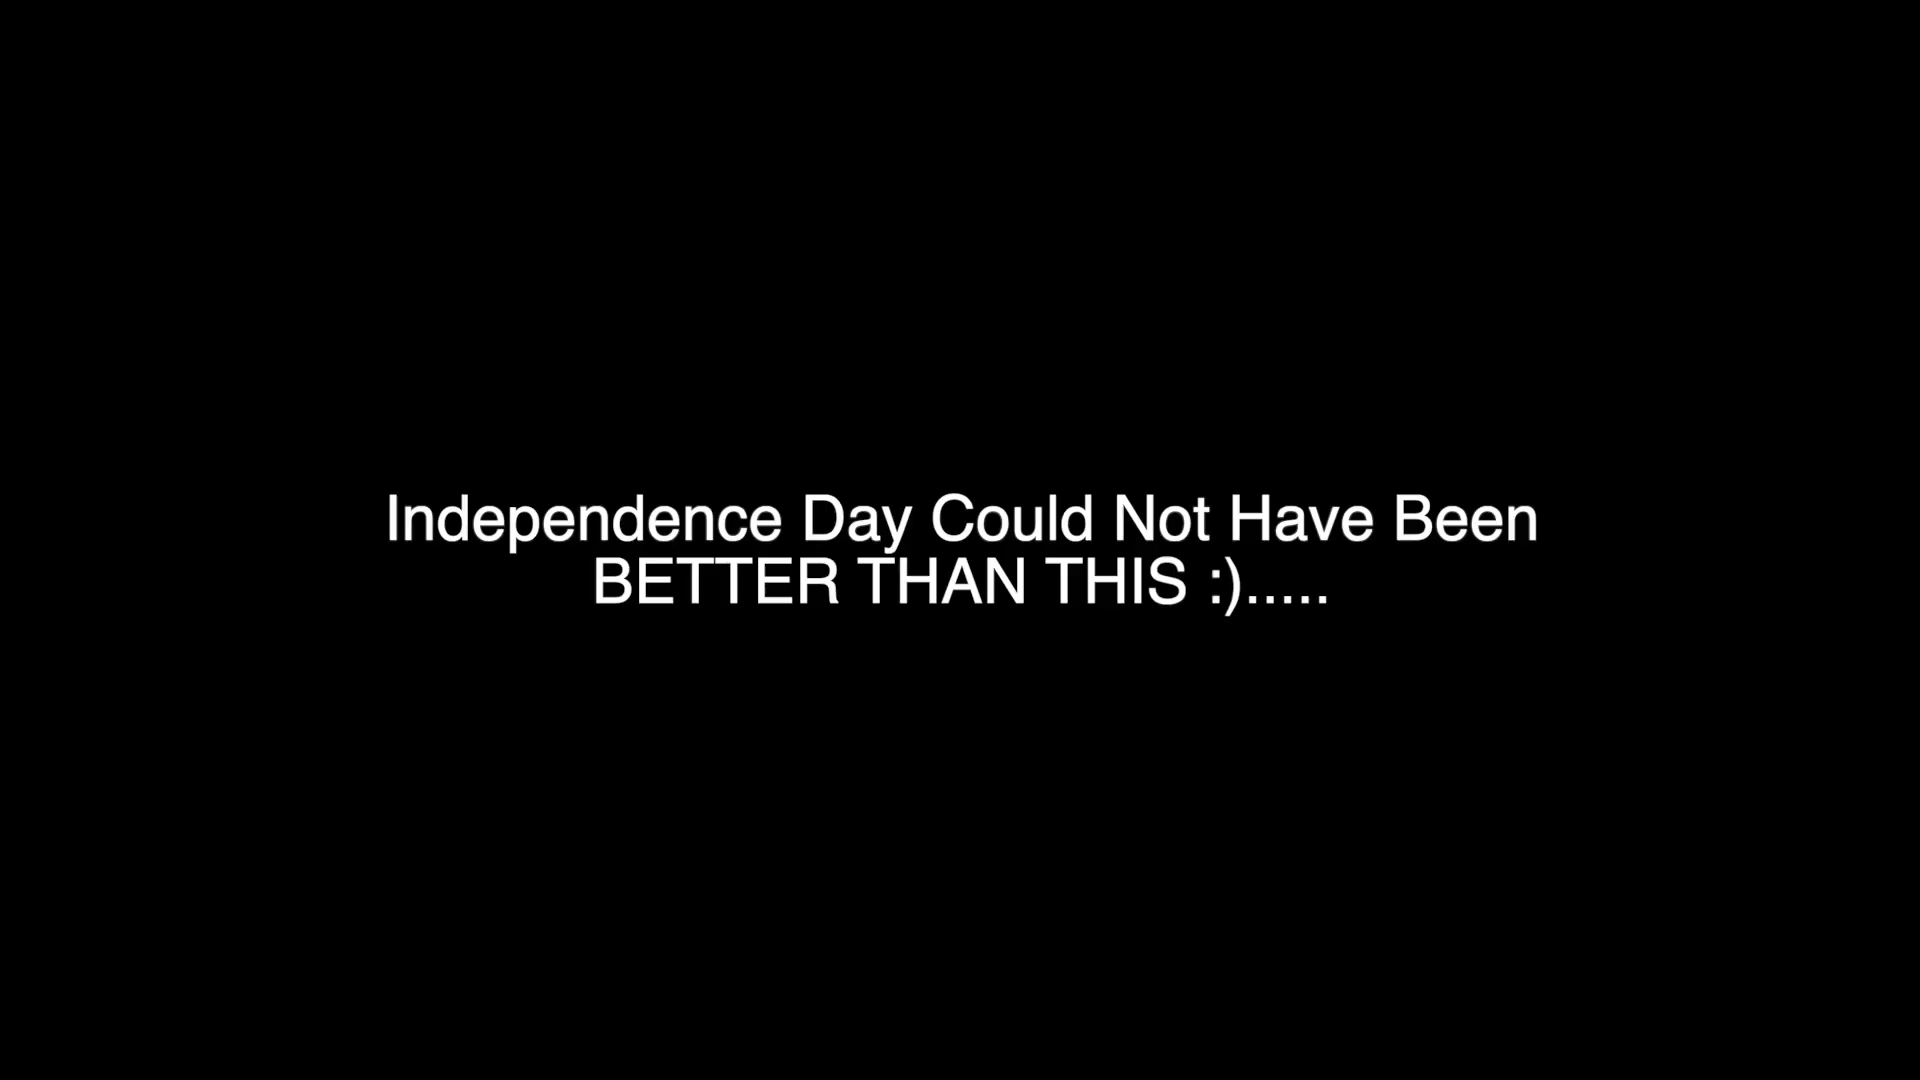 Independence Day Could Not Have Been
BETTER THAN THIS :).....